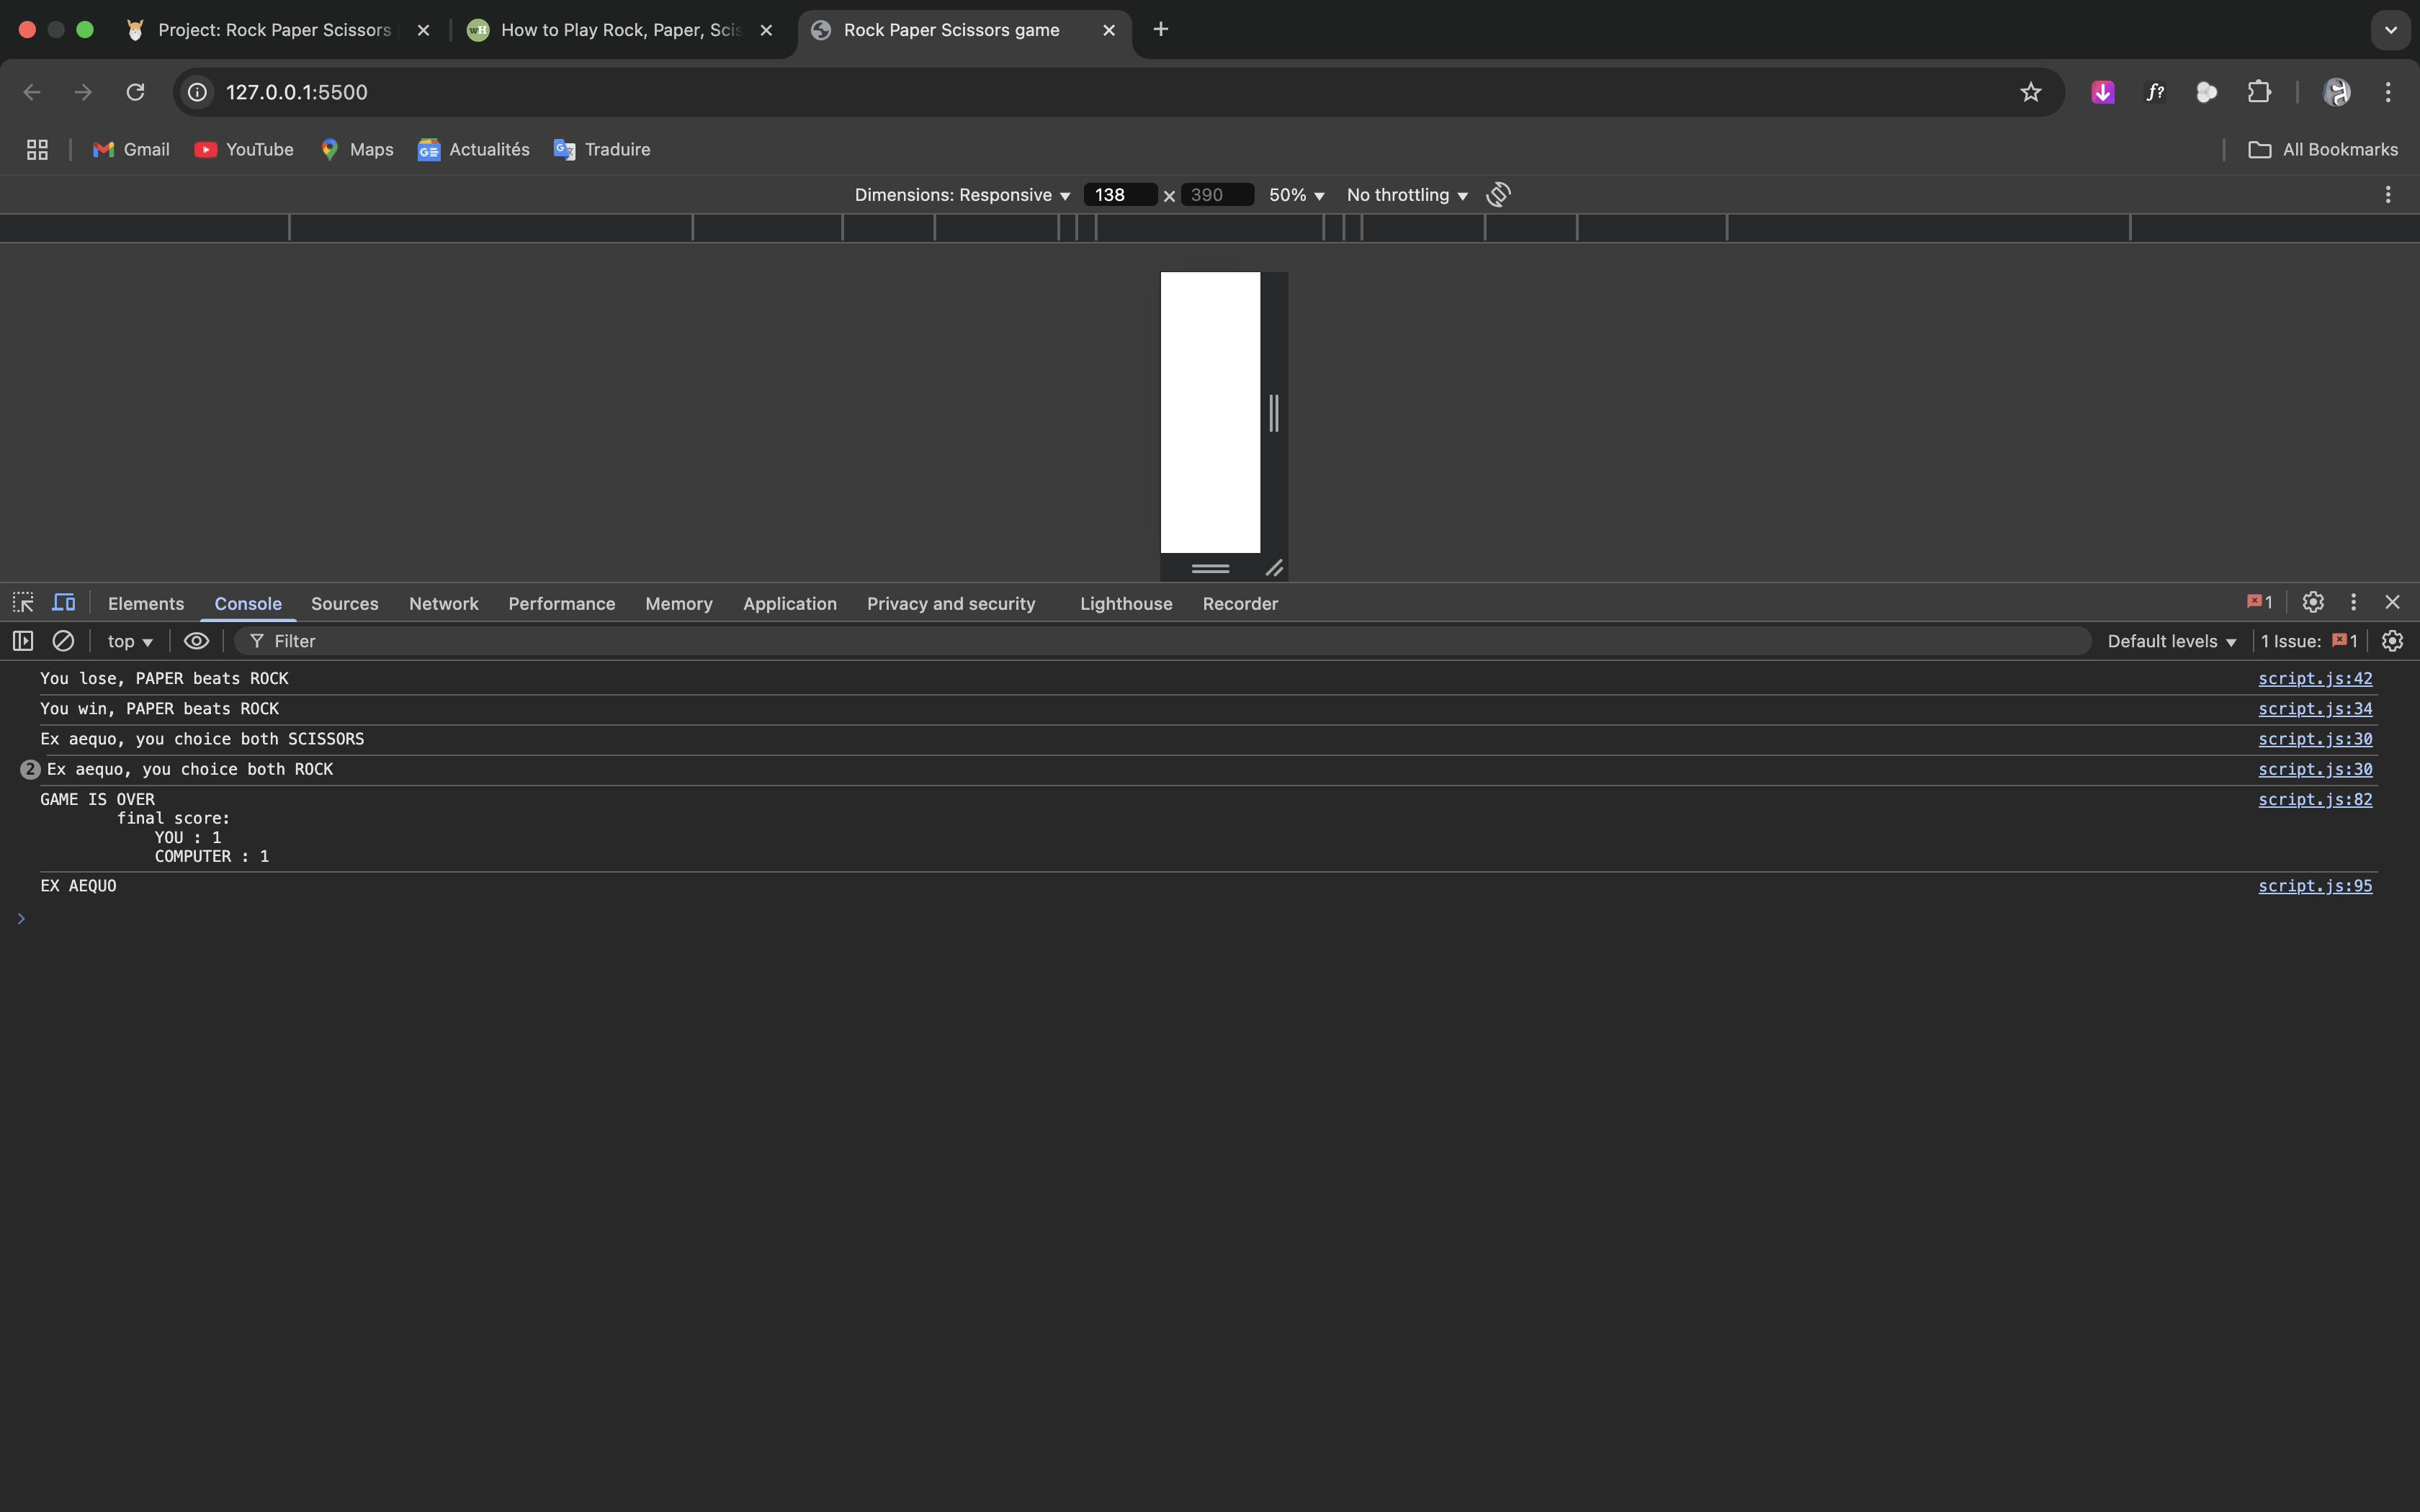 Project: Rock Paper Scissors
How to Play Rock, Paper, Scis
Rock Paper Scissors game
127.0.0.1:5500
f?
Gmail YouTube Maps Actualités Traduire All Bookmarks
Dimensions: Responsive 138 x 390 50% No throttling
Elements Console Sources Network Performance Memory Application Privacy and security Lighthouse Recorder 1
top Filter Default levels 1 Issue: 1
You lose, PAPER beats ROCK script.js:42
You win, PAPER beats ROCK script.js:34
Ex aequo, you choice both SCISSORS script.js:30
2 Ex aequo, you choice both ROCK script.js:30
GAME IS OVER script.js:82
final score:
YOU : 1
COMPUTER : 1
EX AEQUO script.js:95